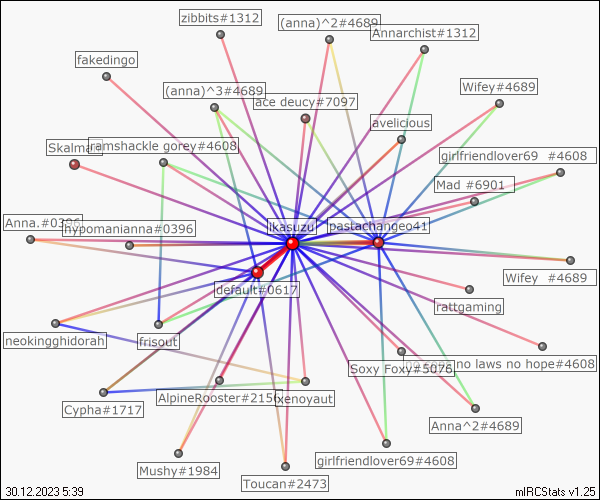 zibbits#1312
(anna)^2#4689
Annarchist#1312
fakedingo
(anna)^3#4689
ace deucy#7097
Wifey#4689
avelicious
Skalman
ramshackle gorey#4608
girlfriendlover69 #4608
Mad #6901
Anna.#0396
hypomanianna#0396
ikasuzu
pastachangeo41
Wifey #4689
default#0617
rattgaming
neokingghidorah
frisout
Soxy Foxy#5076
no laws no hope#4608
Cypha#1717
AlpineRooster#2156
xenoyaut
Anna^2#4689
Mushy#1984
girlfriendlover69#4608
Toucan#2473
30.12.2023 5:39
mIRCStats v1.25